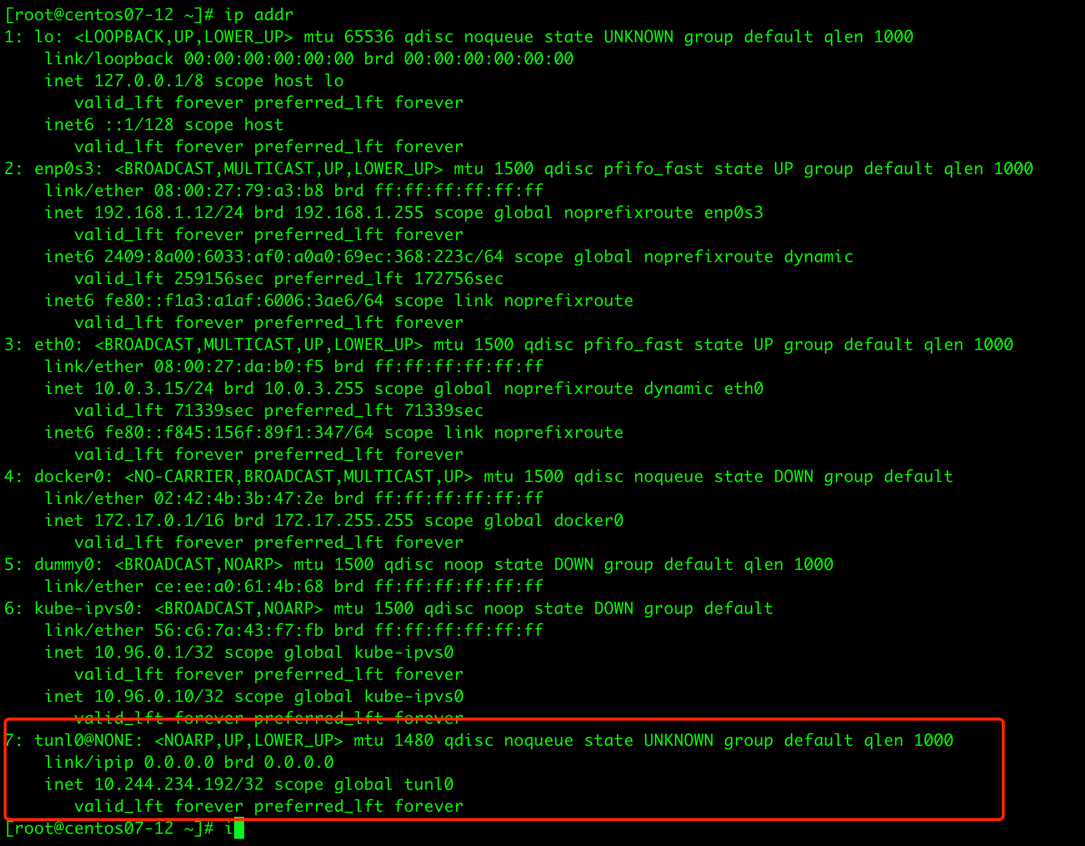 [root@centos07-12 ~]# ip addr
1: lo: <LOOPBACK,UP,LOWER_UP> mtu 65536 qdisc noqueue state UNKNOWN group default qlen 1000
    link/loopback 00:00:00:00:00:00 brd 00:00:00:00:00:00
    inet 127.0.0.1/8 scope host lo
       valid_lft forever preferred_lft forever
    inet6 ::1/128 scope host
       valid_lft forever preferred_lft forever
2: enp0s3: <BROADCAST,MULTICAST,UP,LOWER_UP> mtu 1500 qdisc pfifo_fast state UP group default qlen 1000
    link/ether 08:00:27:79:a3:b8 brd ff:ff:ff:ff:ff:ff
    inet 192.168.1.12/24 brd 192.168.1.255 scope global noprefixroute enp0s3
       valid_lft forever preferred_lft forever
    inet6 2409:8a00:6033:af0:a0a0:69ec:368:223c/64 scope global noprefixroute dynamic
       valid_lft 259156sec preferred_lft 172756sec
    inet6 fe80::f1a3:a1af:6006:3ae6/64 scope link noprefixroute
       valid_lft forever preferred_lft forever
3: eth0: <BROADCAST,MULTICAST,UP,LOWER_UP> mtu 1500 qdisc pfifo_fast state UP group default qlen 1000
    link/ether 08:00:27:da:b0:f5 brd ff:ff:ff:ff:ff:ff
    inet 10.0.3.15/24 brd 10.0.3.255 scope global noprefixroute dynamic eth0
       valid_lft 71339sec preferred_lft 71339sec
    inet6 fe80::f845:156f:89f1:347/64 scope link noprefixroute
       valid_lft forever preferred_lft forever
4: docker0: <NO-CARRIER,BROADCAST,MULTICAST,UP> mtu 1500 qdisc noqueue state DOWN group default
    link/ether 02:42:4b:3b:47:2e brd ff:ff:ff:ff:ff:ff
    inet 172.17.0.1/16 brd 172.17.255.255 scope global docker0
       valid_lft forever preferred_lft forever
5: dummy0: <BROADCAST,NOARP> mtu 1500 qdisc noop state DOWN group default qlen 1000
    link/ether ce:ee:a0:61:4b:68 brd ff:ff:ff:ff:ff:ff
6: kube-ipvs0: <BROADCAST,NOARP> mtu 1500 qdisc noop state DOWN group default
    link/ether 56:c6:7a:43:f7:fb brd ff:ff:ff:ff:ff:ff
    inet 10.96.0.1/32 scope global kube-ipvs0
       valid_lft forever preferred_lft forever
    inet 10.96.0.10/32 scope global kube-ipvs0
       valid_lft forever preferred_lft forever
7: tunl0@NONE: <NOARP,UP,LOWER_UP> mtu 1480 qdisc noqueue state UNKNOWN group default qlen 1000
    link/ipip 0.0.0.0 brd 0.0.0.0
    inet 10.244.234.192/32 scope global tunl0
       valid_lft forever preferred_lft forever
[root@centos07-12 ~]# i